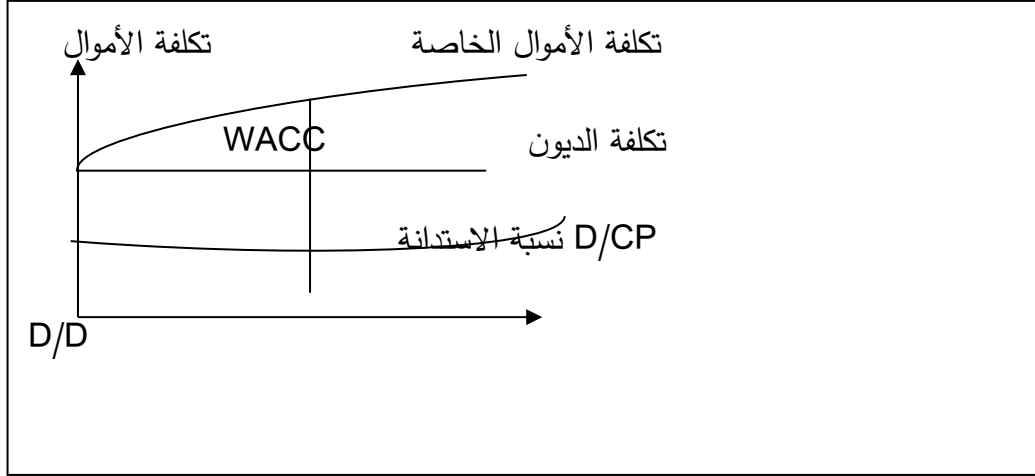 تكلفة الأموال الخاصة
تكلفة الأموال
تكلفة الديون
WACC
نسبة الاستدانة D/CP
D/D